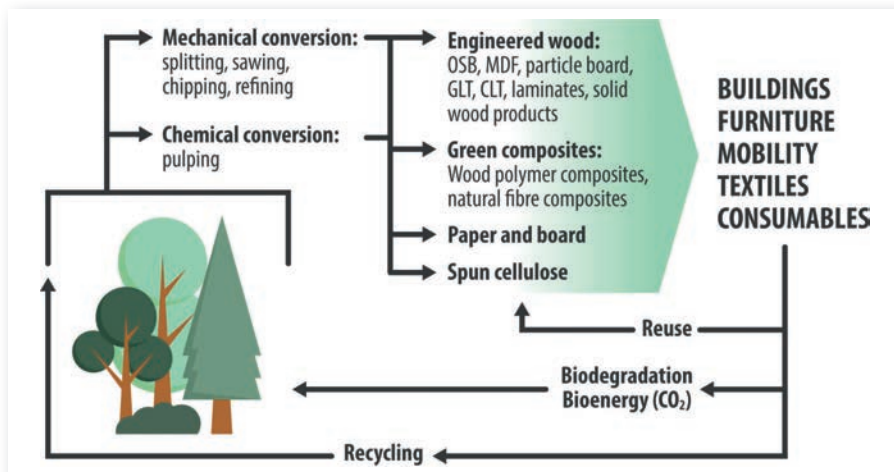 Mechanical conversion:
splitting, sawing,
chipping, refining
Chemical conversion:
pulping
Engineered wood:
OSB, MDF, particle board,
GLT, CLT, laminates, solid
wood products
Green composites:
Wood polymer composites,
natural fibre composites
Paper and board
Spun cellulose
BUILDINGS
FURNITURE
MOBILITY
TEXTILES
CONSUMABLES
Reuse
Biodegradation
Bioenergy (CO₂)
Recycling